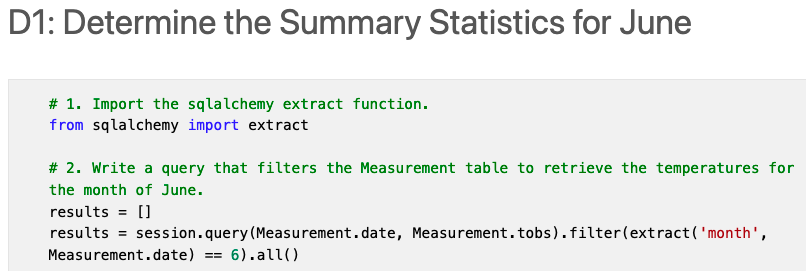 D1: Determine the Summary Statistics for June
# 1. Import the sqlalchemy extract function.
from sqlalchemy import extract
# 2. Write a query that filters the Measurement table to retrieve the temperatures for
the month of June.
results = []
results = session.query(Measurement.date, Measurement.tobs).filter(extract('month',
Measurement.date) == 6).all()